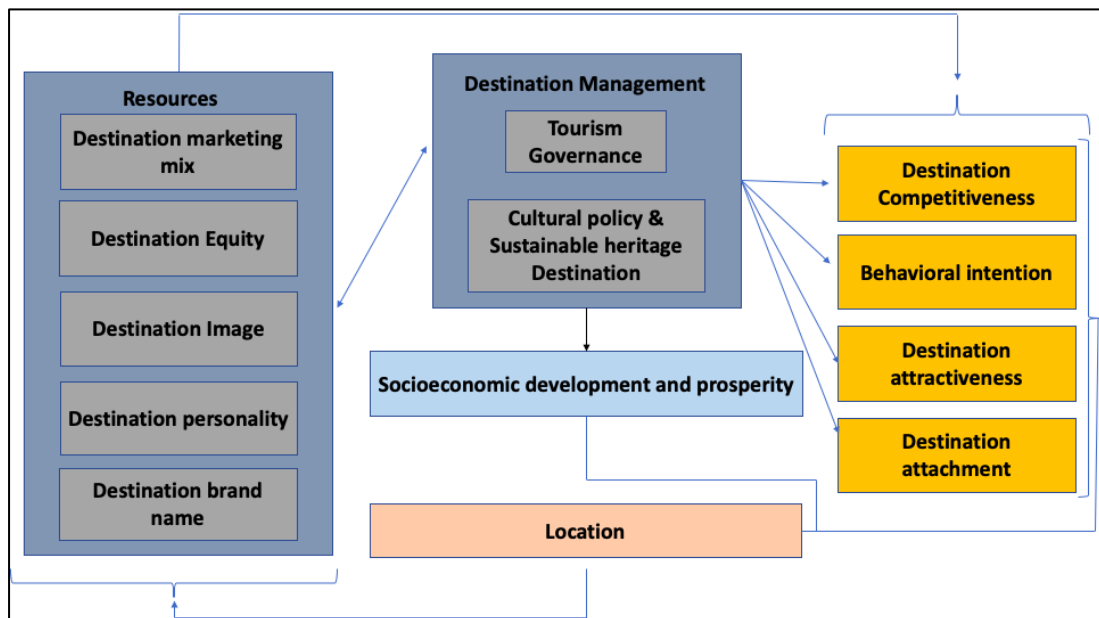 Resources
Destination marketing
mix
Destination Equity
Destination Image
Destination personality
Destination brand
name
Destination Management
Tourism
Governance
Cultural policy &
Sustainable heritage
Destination
Socioeconomic development and prosperity
Location
Destination
Competitiveness
Behavioral intention
Destination
attractiveness
Destination
attachment